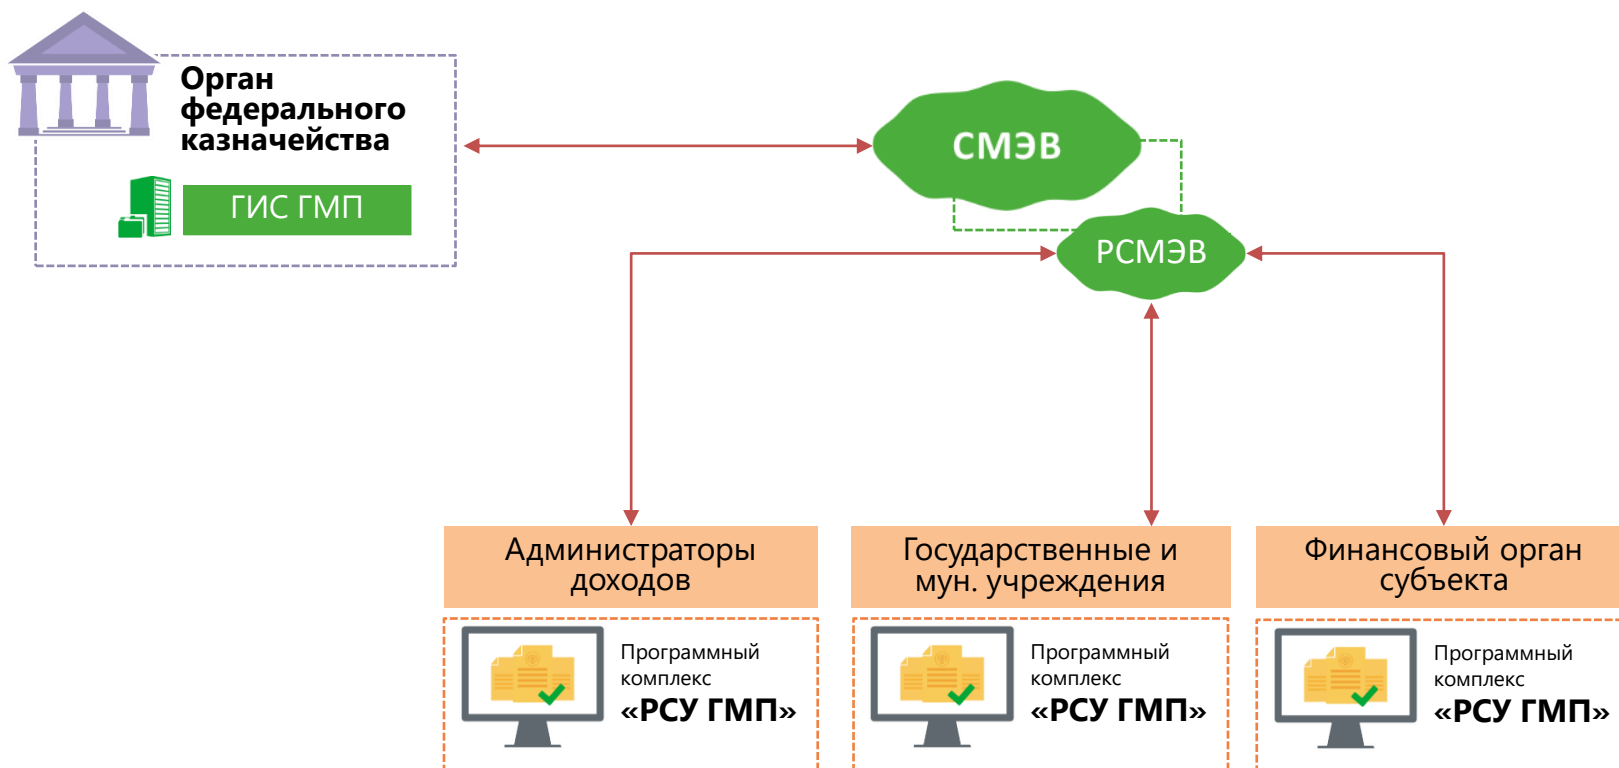 Орган
федерального
казначейства
ГИС ГМП
СМЭВ
РСМЭВ
Администраторы
доходов
Государственные и
мун. учреждения
Финансовый орган
субъекта
Программный
комплекс
«РСУ ГМП»
Программный
комплекс
«РСУ ГМП»
Программный
комплекс
«РСУ ГМП»